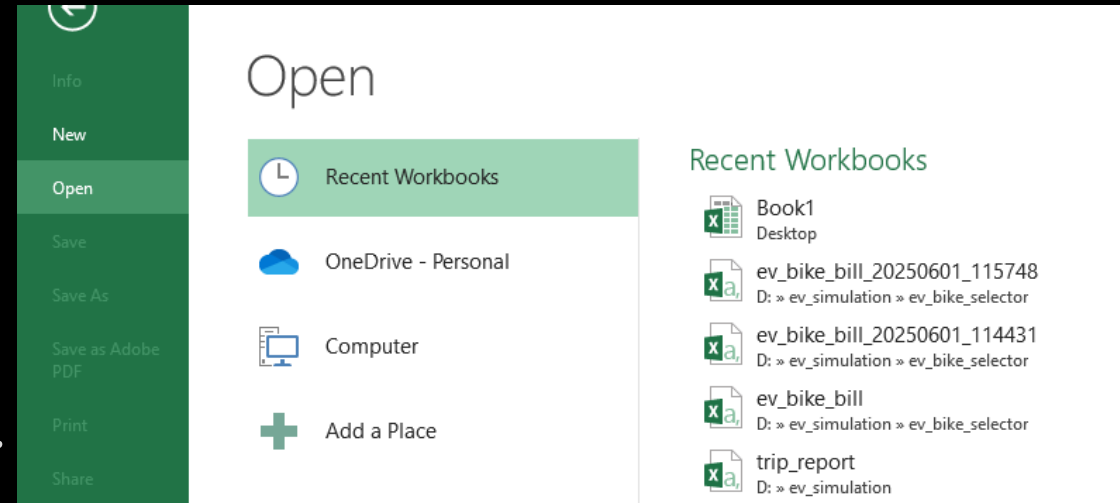 Info
New
Open
Save
Save As
Save as Adobe
PDF
Print
Share
Open
Recent Workbooks
OneDrive - Personal
Computer
Add a Place
Recent Workbooks
Book1
Desktop
ev_bike_bill_20250601_115748
D: » ev_simulation » ev_bike_selector
ev_bike_bill_20250601_114431
D: » ev_simulation » ev_bike_selector
ev_bike_bill
D: » ev_simulation » ev_bike_selector
trip_report
D: » ev_simulation